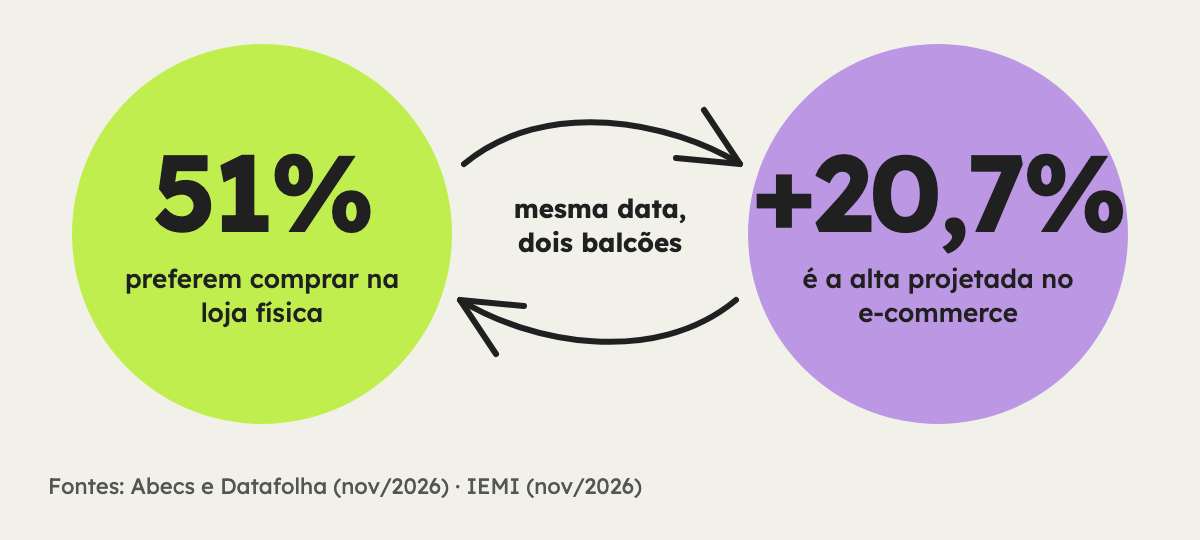 51%
preferem comprar na
loja física
mesma data,
dois balcões
+20,7%
é a alta projetada no
e-commerce
Fontes: Abecs e Datafolha (nov/2026) · IEMI (nov/2026)